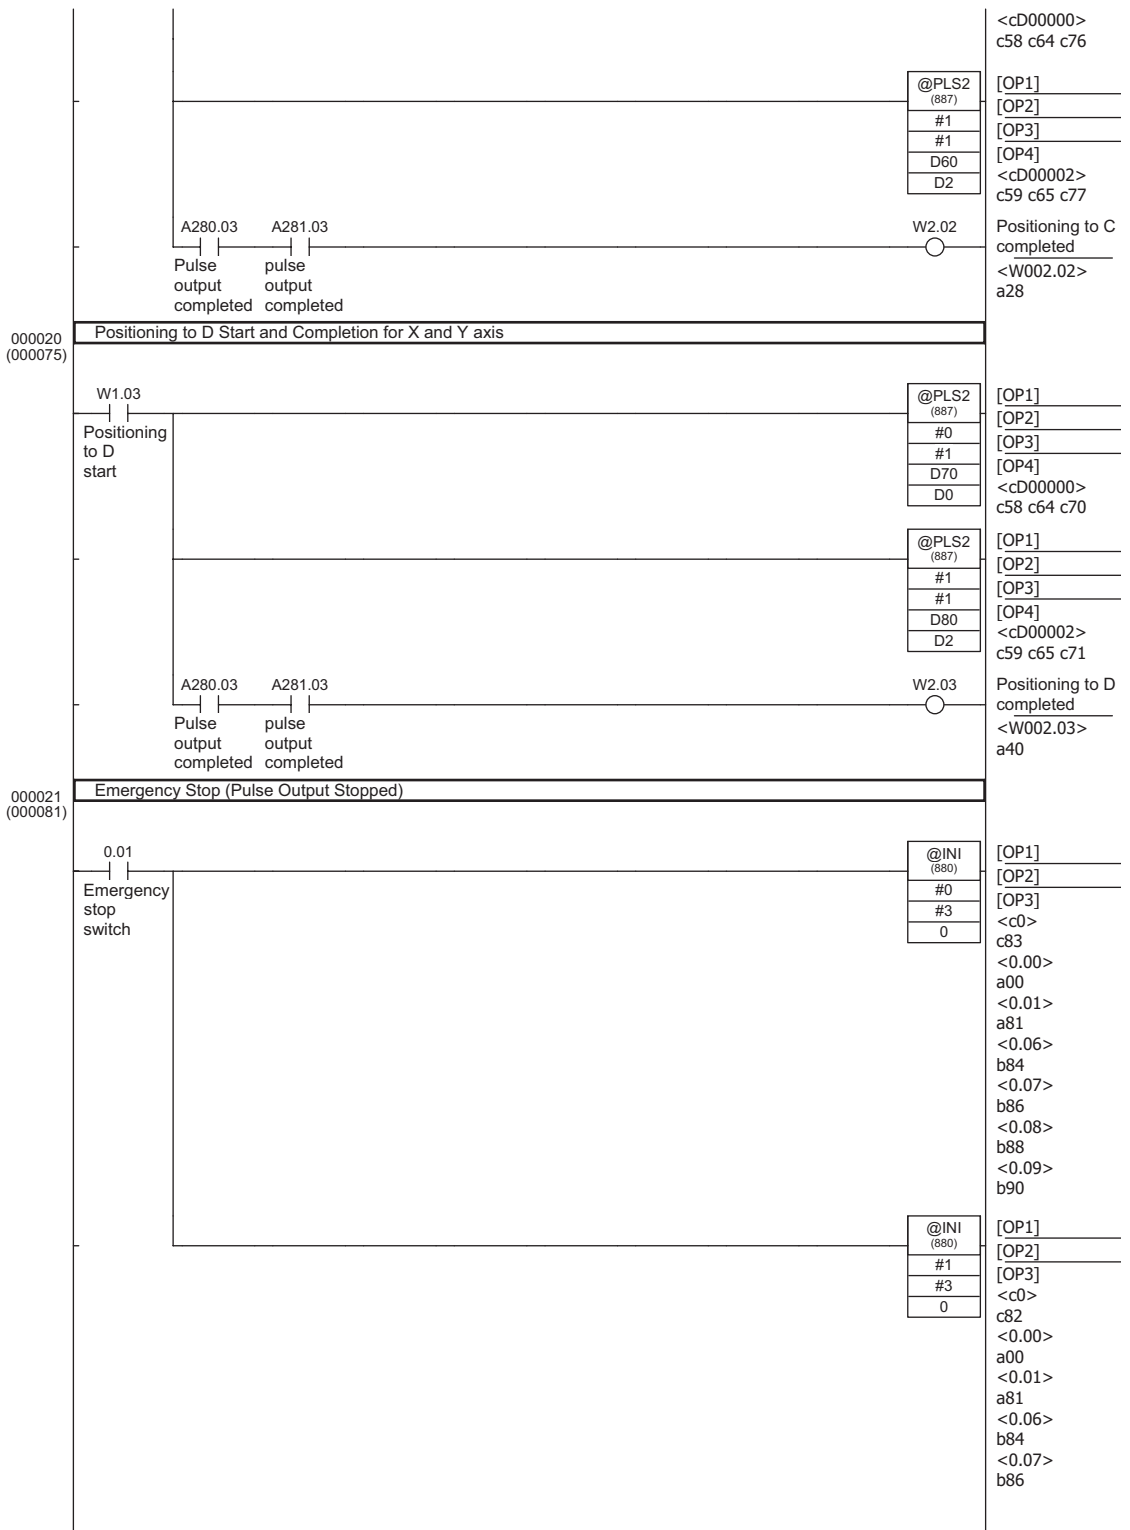 <cD00000>
c58 c64 c76
@PLS2
(887)
#1
#1
D60
D2
[OP1]
[OP2]
[OP3]
[OP4]
<cD00002>
c59 c65 c77
A280.03
A281.03
W2.02
Pulse
output
completed
pulse
output
completed
Positioning to C
completed
<W002.02>
a28
000020
(000075)
Positioning to D Start and Completion for X and Y axis
W1.03
Positioning
to D
start
@PLS2
(887)
#0
#1
D70
D0
[OP1]
[OP2]
[OP3]
[OP4]
<cD00000>
c58 c64 c70
@PLS2
(887)
#1
#1
D80
D2
[OP1]
[OP2]
[OP3]
[OP4]
<cD00002>
c59 c65 c71
A280.03
A281.03
W2.03
Pulse
output
completed
pulse
output
completed
Positioning to D
completed
<W002.03>
a40
000021
(000081)
Emergency Stop (Pulse Output Stopped)
0.01
Emergency
stop
switch
@INI
(880)
#0
#3
0
[OP1]
[OP2]
[OP3]
<c0>
c83
<0.00>
a00
<0.01>
a81
<0.06>
b84
<0.07>
b86
<0.08>
b88
<0.09>
b90
@INI
(880)
#1
#3
0
[OP1]
[OP2]
[OP3]
<c0>
c82
<0.00>
a00
<0.01>
a81
<0.06>
b84
<0.07>
b86